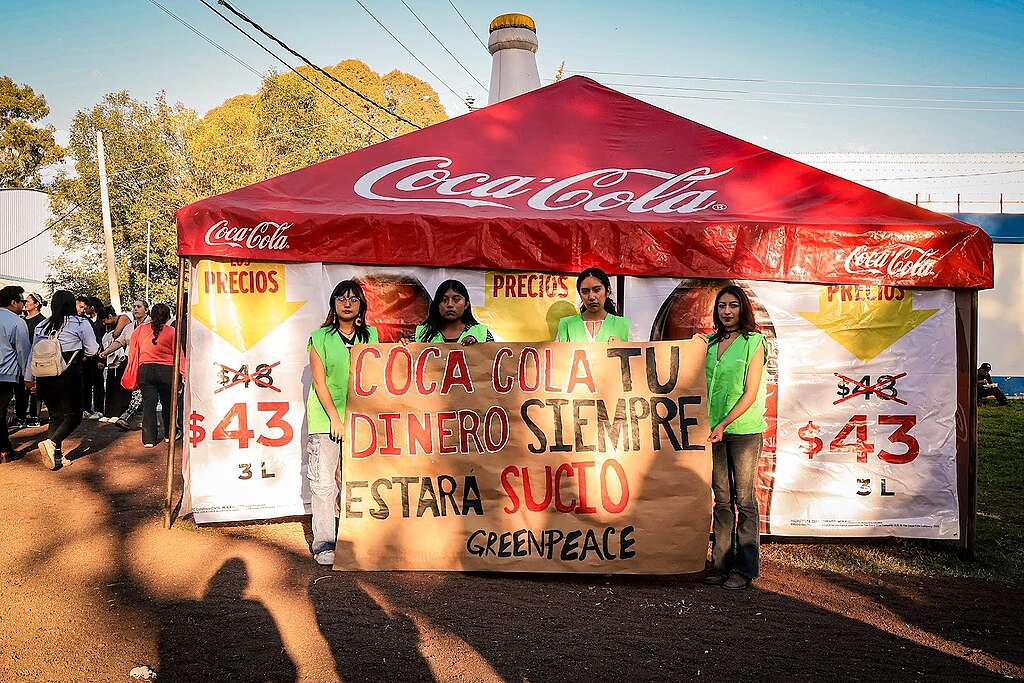 Coca-Cola®
Coca-Cola
Coca-Cola
PRECIOS
PRECIOS
PRECIOS
$48
$43
3 L
$48
$43
3 L
COCA COLA TU
DINERO SIEMPRE
ESTARÁ SUCIO
GREENPEACE